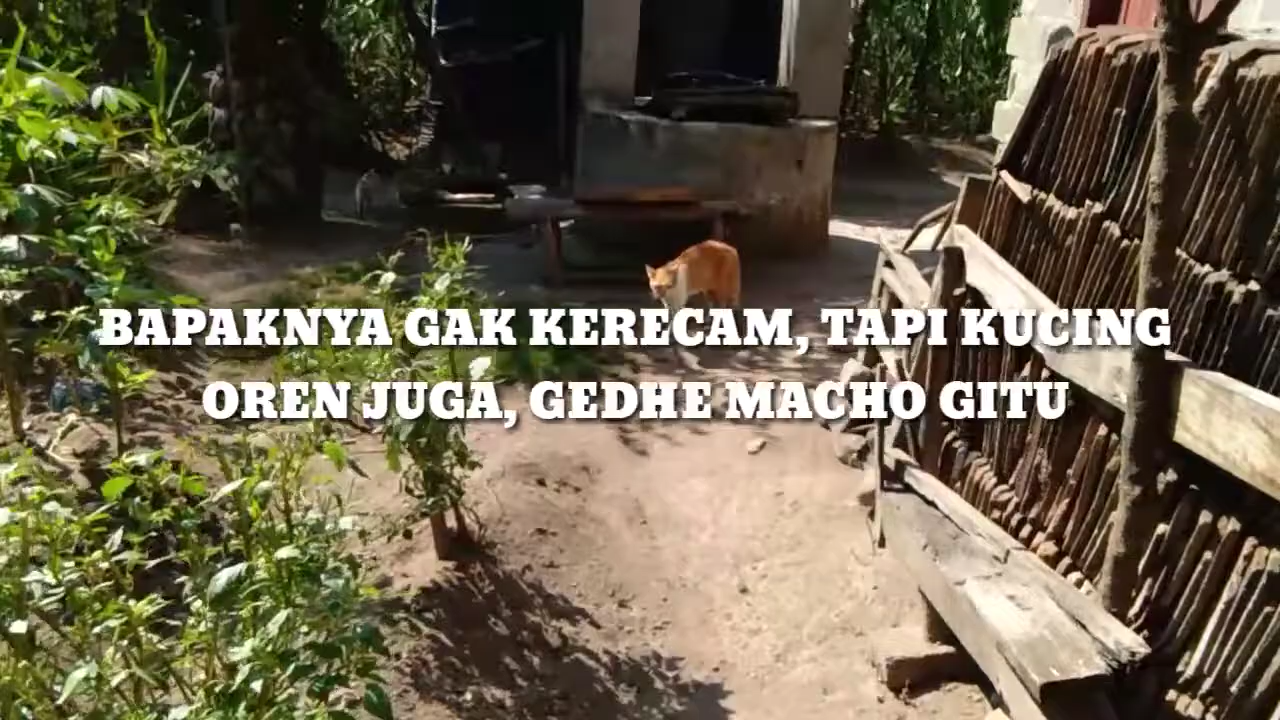 BAPAKNYA GAK KERECAM, TAPI KUCING
OREN JUGA, GEDHE MACHO GITU